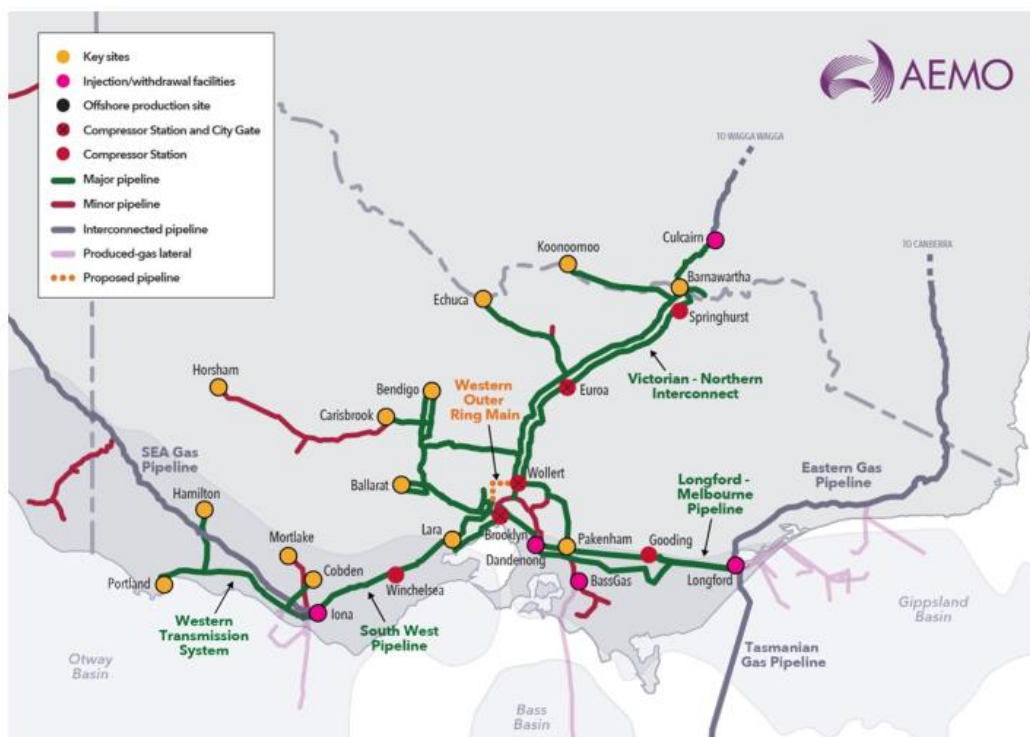 Key sites
Injection/withdrawal facilities
Offshore production site
Compressor Station and City Gate
Compressor Station
Major pipeline
Minor pipeline
Interconnected pipeline
Produced-gas lateral
Proposed pipeline
AEMO
TO WAGGA WAGGA
Culcairn
TO CANBERRA
Koonoomoo
Barnawartha
Echuca
Springhurst
Horsham
Bendigo
Western
Outer
Ring Main
Euroa
Victorian - Northern
Interconnect
Carisbrook
SEA Gas
Pipeline
Wollert
Ballarat
Longford -
Melbourne
Pipeline
Eastern Gas
Pipeline
Hamilton
Lara
Brooklyn
Pakenham
Gooding
Mortlake
Dandenong
Cobden
Longford
Portland
Winchelsea
BassGas
Iona
Western
Transmission
System
South West
Pipeline
Gippsland
Basin
Otway
Basin
Tasmanian
Gas Pipeline
Bass
Basin